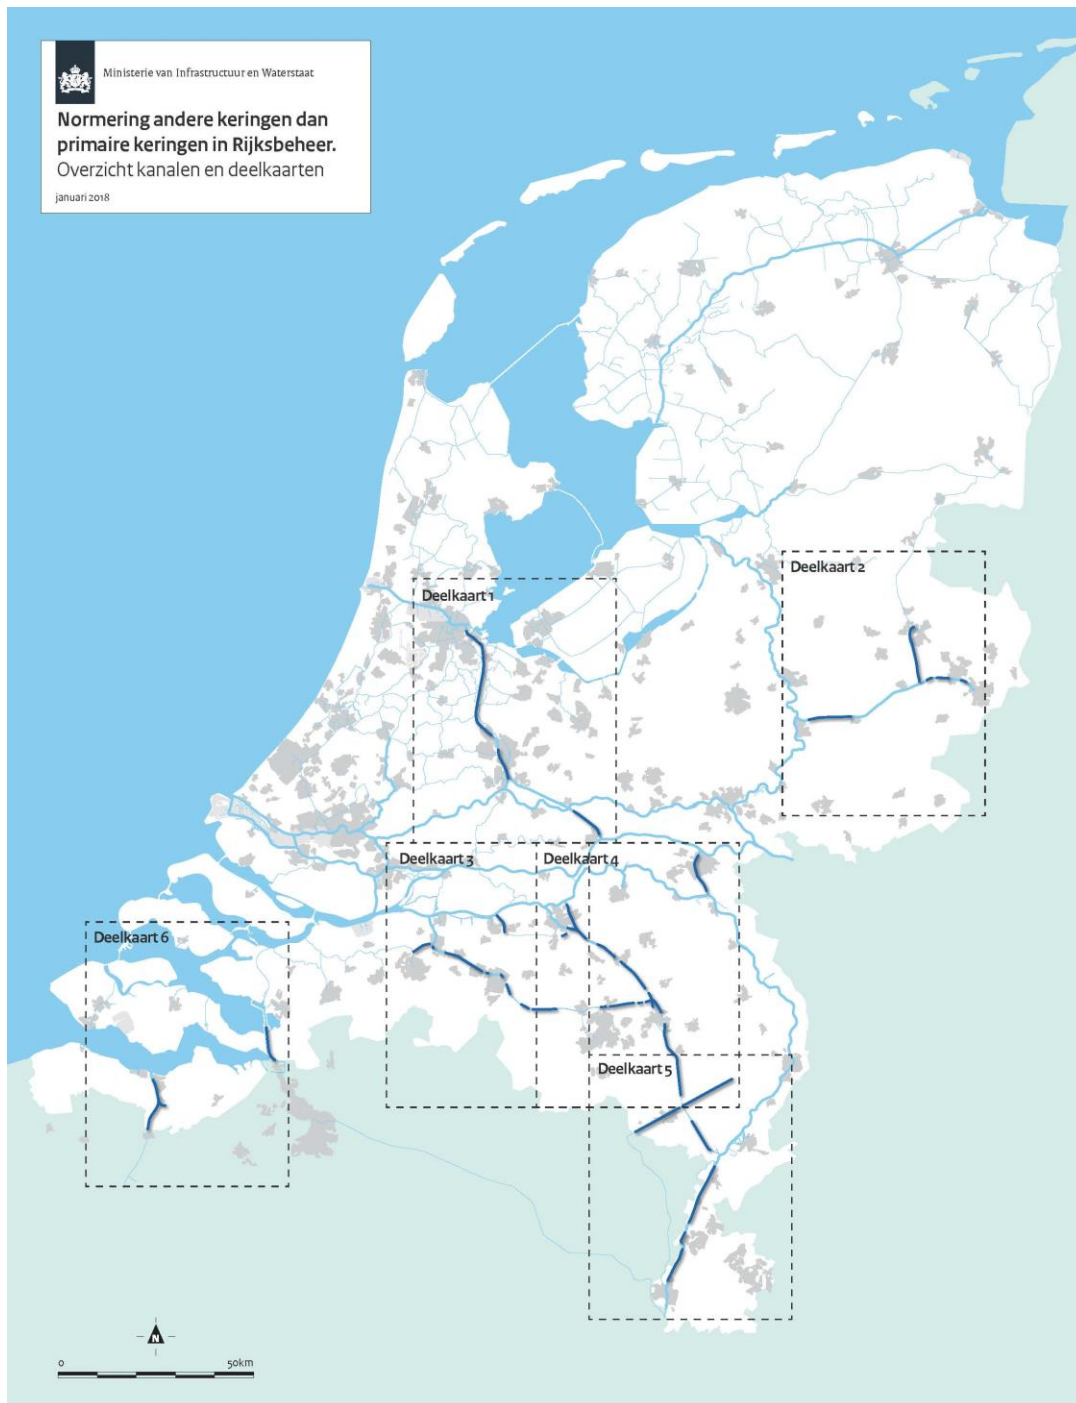 Ministerie van Infrastructuur en Waterstaat
Normering andere keringen dan
primaire keringen in Rijksbeheer.
Overzicht kanalen en deelkaarten
januari 2018
Deelkaart 2
Deelkaart 1
Deelkaart 3
Deelkaart 4
Deelkaart 6
Deelkaart 5
N
0
50km